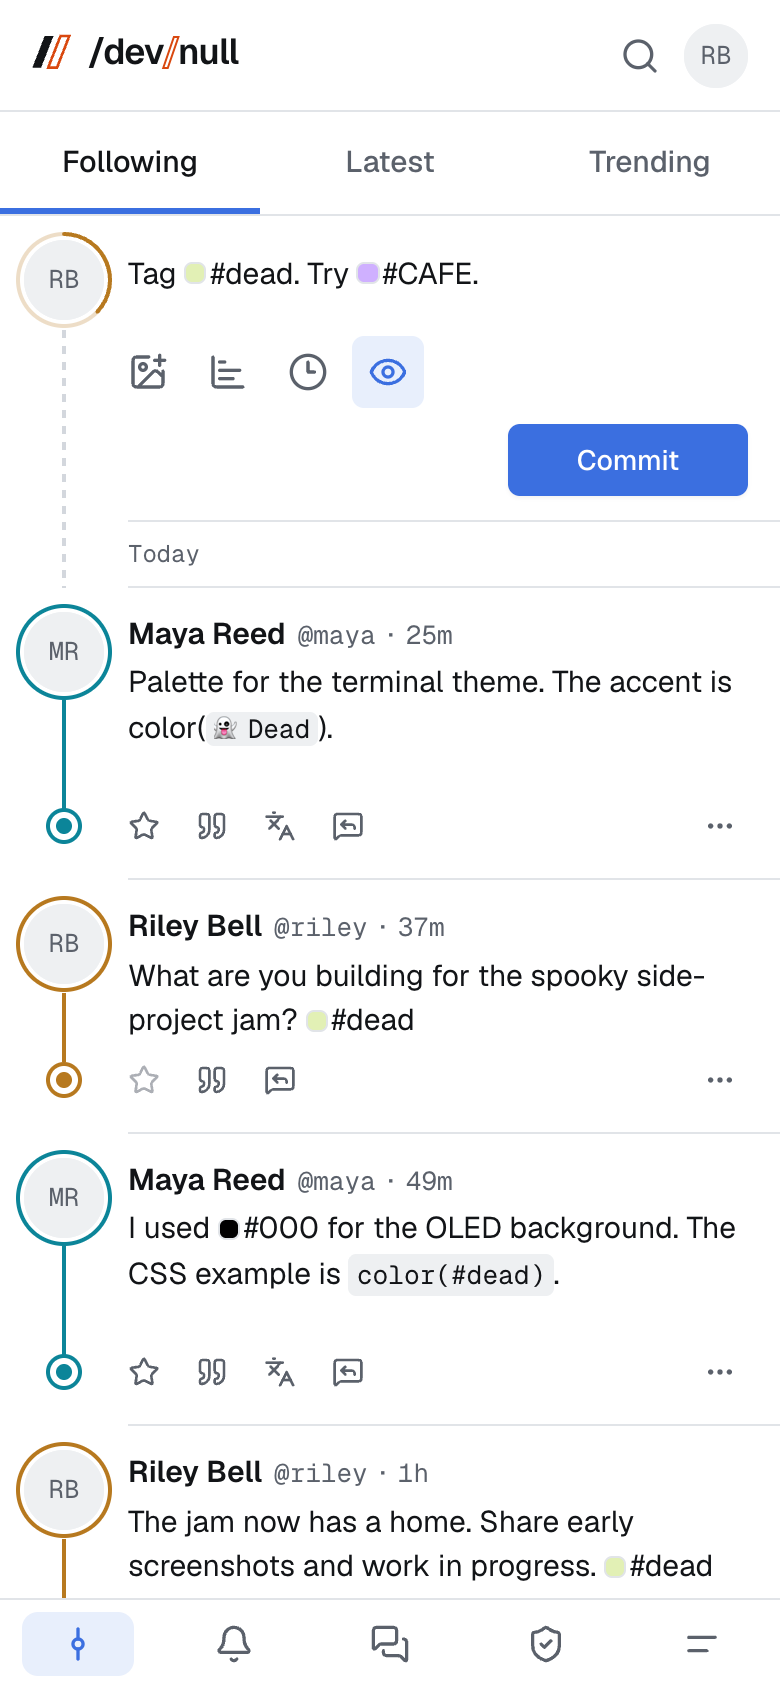 /dev//null
RB
Following
Latest
Trending
RB
Tag #dead. Try #CAFE.
Commit
Today
MR
Maya Reed @maya · 25m
Palette for the terminal theme. The accent is
color(👻 Dead).
RB
Riley Bell @riley · 37m
What are you building for the spooky side-
project jam? #dead
MR
Maya Reed @maya · 49m
I used #000 for the OLED background. The
CSS example is color(#dead).
RB
Riley Bell @riley · 1h
The jam now has a home. Share early
screenshots and work in progress. #dead